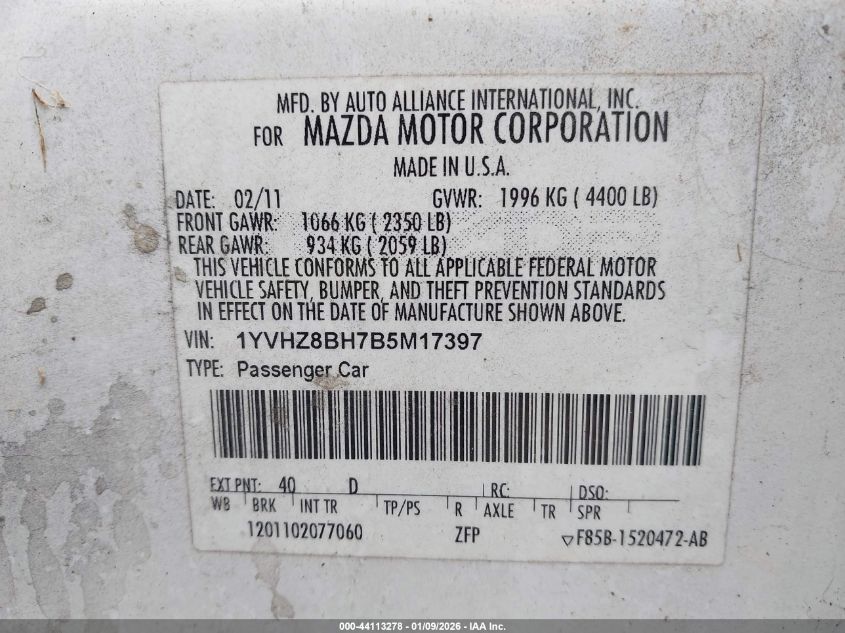 MFD. BY AUTO ALLIANCE INTERNATIONAL, INC.
FOR MAZDA MOTOR CORPORATION
MADE IN U.S.A.
DATE: 02/11 GVWR: 1996 KG ( 4400 LB)
FRONT GAWR: 1066 KG ( 2350 LB)
REAR GAWR: 934 KG ( 2059 LB)
THIS VEHICLE CONFORMS TO ALL APPLICABLE FEDERAL MOTOR
VEHICLE SAFETY, BUMPER, AND THEFT PREVENTION STANDARDS
IN EFFECT ON THE DATE OF MANUFACTURE SHOWN ABOVE.
VIN: 1YVHZ8BH7B5M17397
TYPE: Passenger Car
EXT PNT: 40 D RC: DSO:
WB BRK INT TR TP/PS R AXLE TR SPR
1201102077060 ZFP F85B-1520472-AB
000-44113278 - 01/09/2026 - IAA Inc.